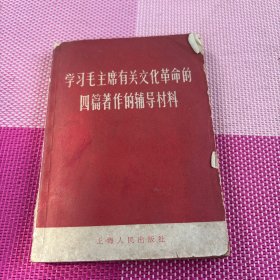 学习毛主席有关文化革命的
四篇著作的辅导材料
上海人民出版社